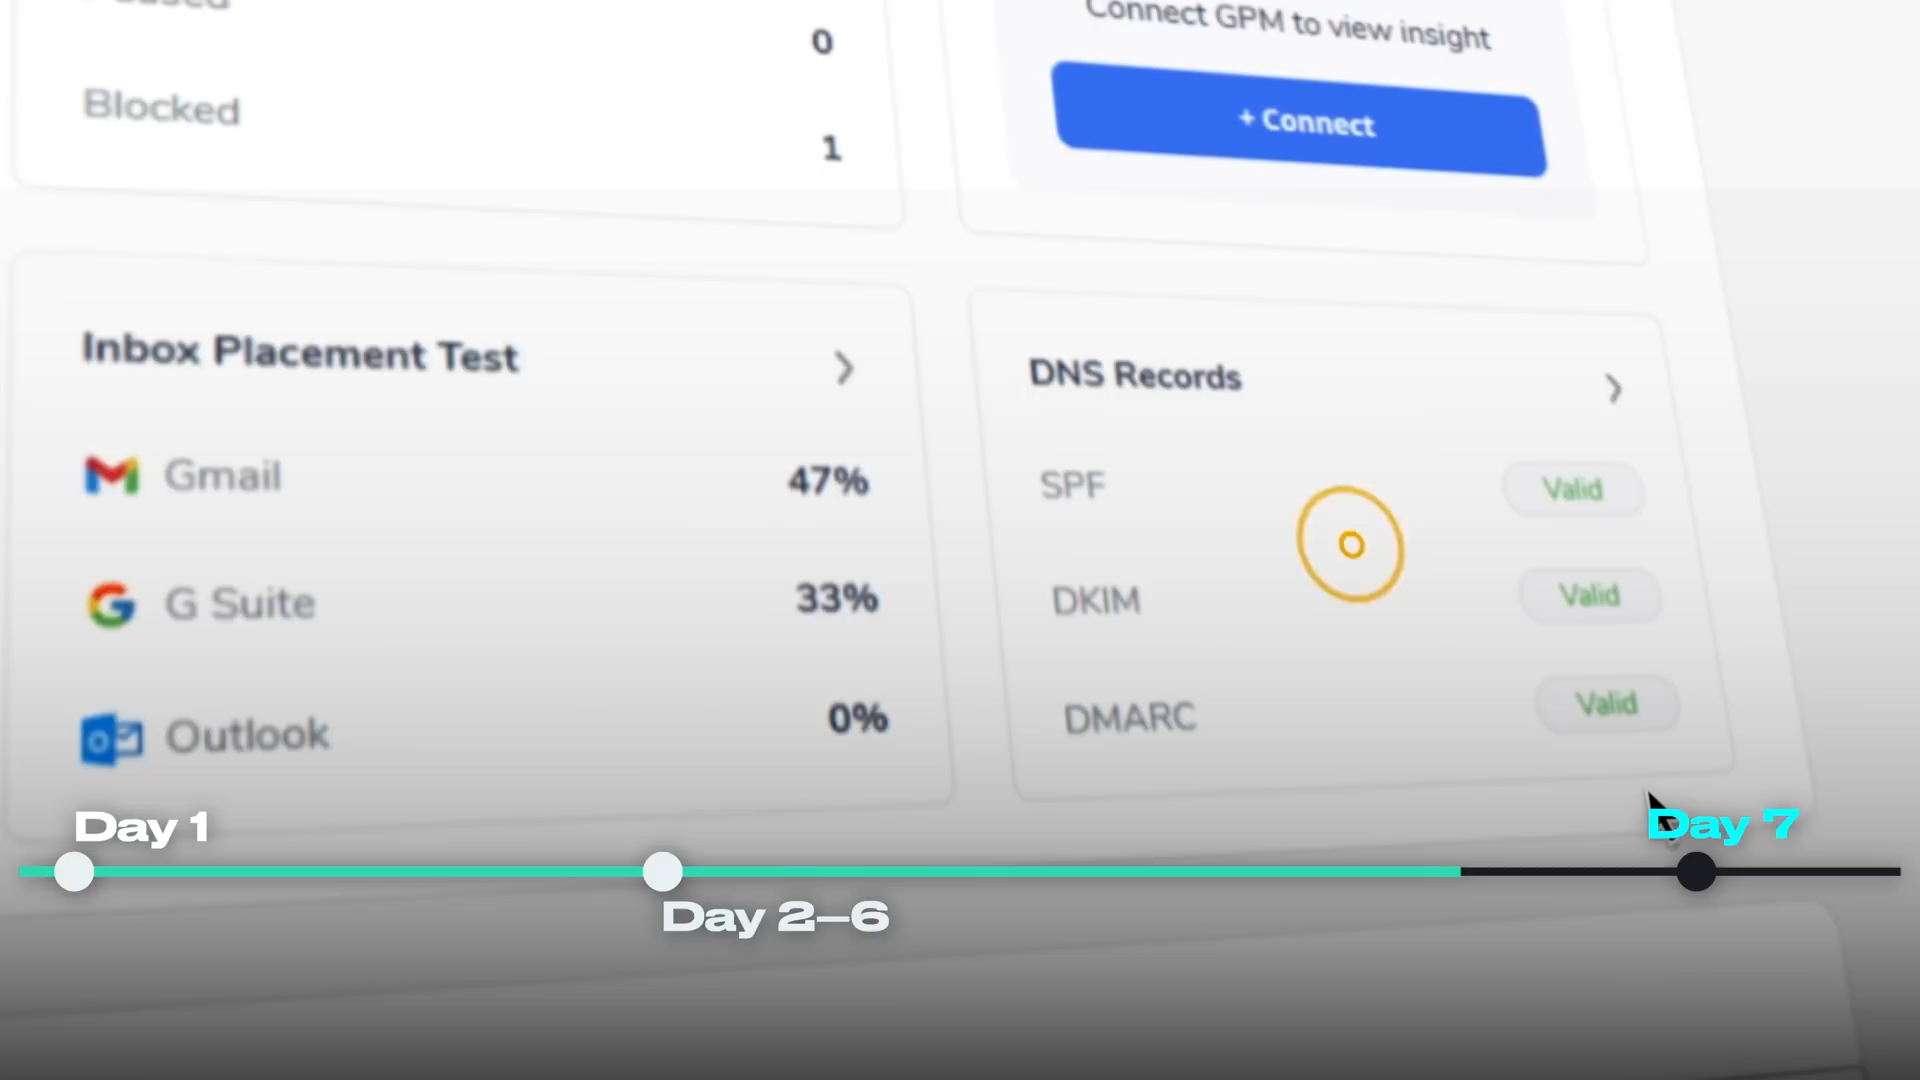 0
Blocked
1
Connect GPM to view insight
+ Connect
Inbox Placement Test
Gmail
47%
G Suite
33%
Outlook
0%
DNS Records
SPF
Valid
DKIM
Valid
DMARC
Valid
Day 1
Day 2–6
Day 7